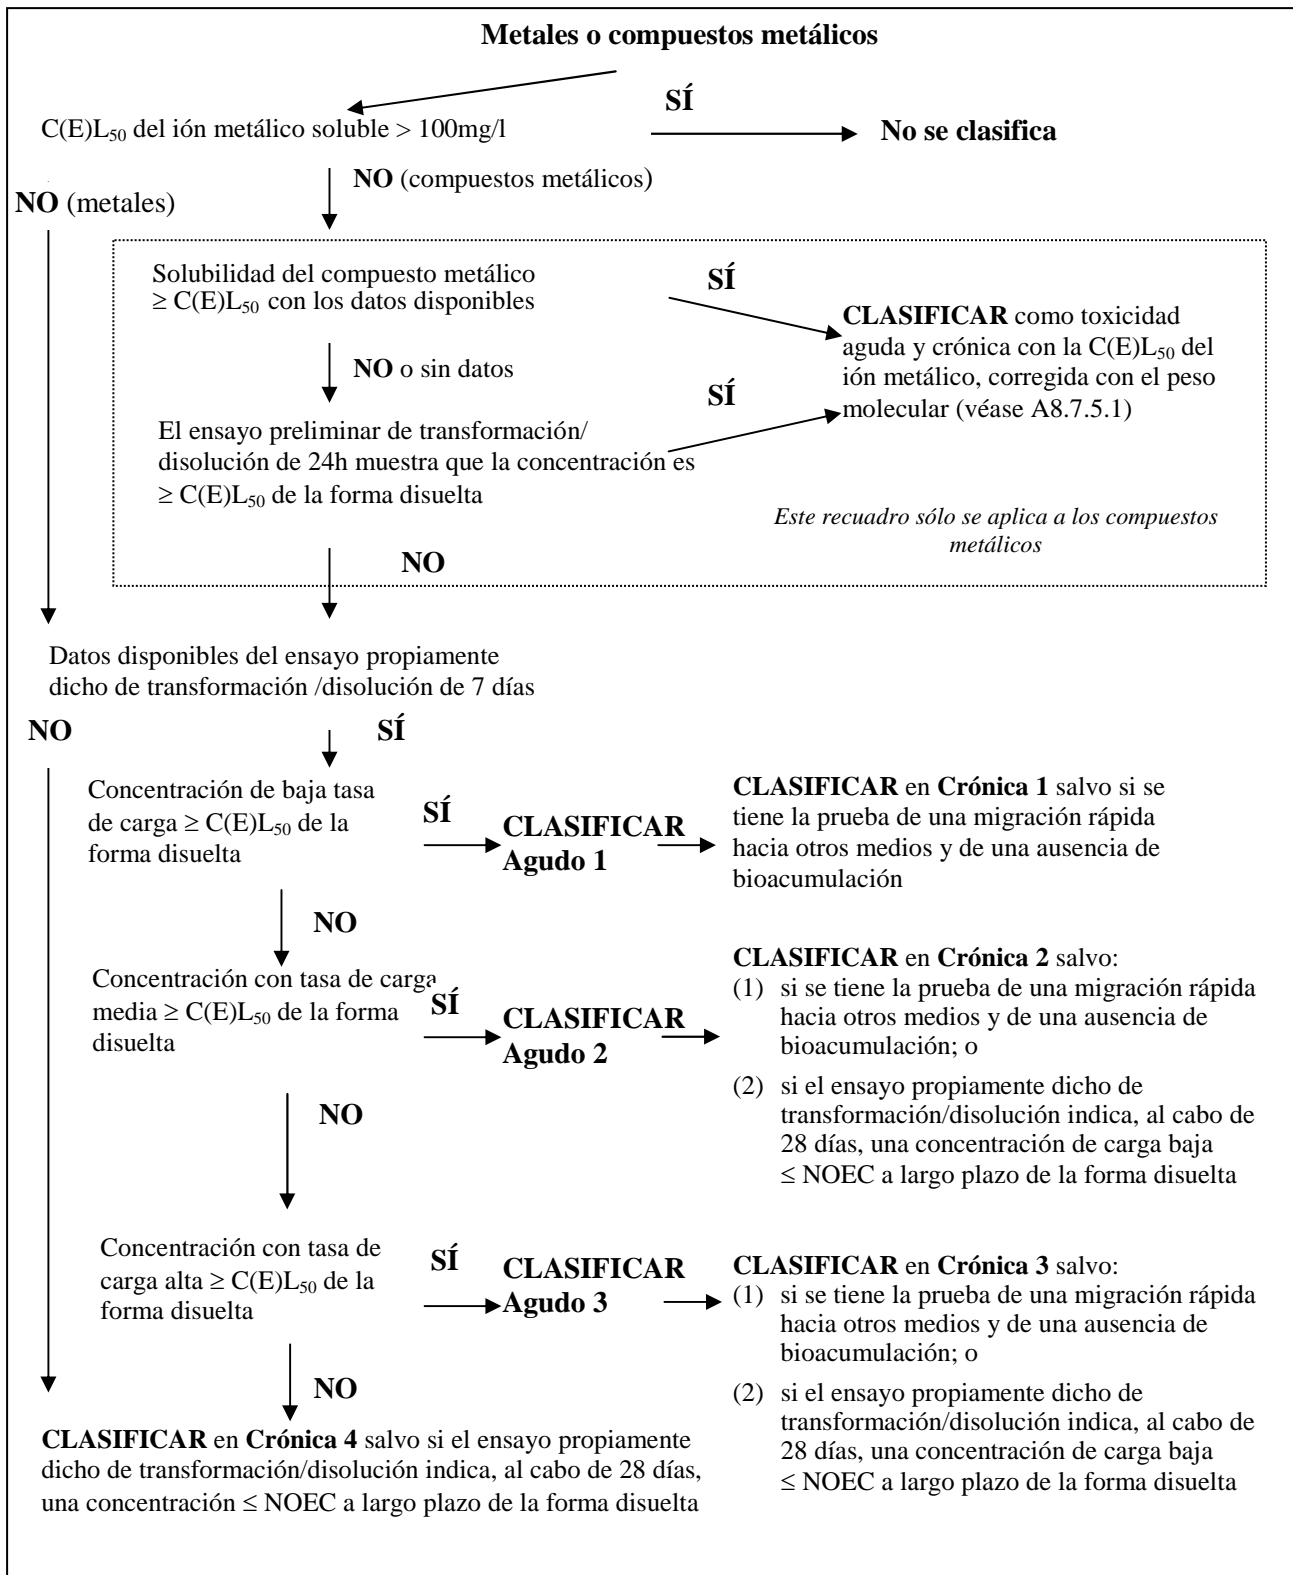 Metales o compuestos metálicos
SÍ
C(E)L50 del ión metálico soluble > 100mg/l
No se clasifica
NO (compuestos metálicos)
NO (metales)
Solubilidad del compuesto metálico
≥ C(E)L50 con los datos disponibles
SÍ
CLASIFICAR como toxicidad
aguda y crónica con la C(E)L50 del
ión metálico, corregida con el peso
molecular (véase A8.7.5.1)
NO o sin datos
SÍ
El ensayo preliminar de transformación/
disolución de 24h muestra que la concentración es
≥ C(E)L50 de la forma disuelta
Este recuadro sólo se aplica a los compuestos
metálicos
NO
Datos disponibles del ensayo propiamente
dicho de transformación /disolución de 7 días
NO
SÍ
Concentración de baja tasa
de carga ≥ C(E)L50 de la
forma disuelta
SÍ
CLASIFICAR
Agudo 1
CLASIFICAR en Crónica 1 salvo si se
tiene la prueba de una migración rápida
hacia otros medios y de una ausencia de
bioacumulación
NO
Concentración con tasa de carga
media ≥ C(E)L50 de la forma
disuelta
SÍ
CLASIFICAR
Agudo 2
CLASIFICAR en Crónica 2 salvo:
(1) si se tiene la prueba de una migración rápida
hacia otros medios y de una ausencia de
bioacumulación; o
(2) si el ensayo propiamente dicho de
transformación/disolución indica, al cabo de
28 días, una concentración de carga baja
≤ NOEC a largo plazo de la forma disuelta
NO
Concentración con tasa de
carga alta ≥ C(E)L50 de la
forma disuelta
SÍ
CLASIFICAR
Agudo 3
CLASIFICAR en Crónica 3 salvo:
(1) si se tiene la prueba de una migración rápida
hacia otros medios y de una ausencia de
bioacumulación; o
(2) si el ensayo propiamente dicho de
transformación/disolución indica, al cabo de
28 días, una concentración de carga baja
≤ NOEC a largo plazo de la forma disuelta
NO
CLASIFICAR en Crónica 4 salvo si el ensayo propiamente
dicho de transformación/disolución indica, al cabo de 28 días,
una concentración ≤ NOEC a largo plazo de la forma disuelta